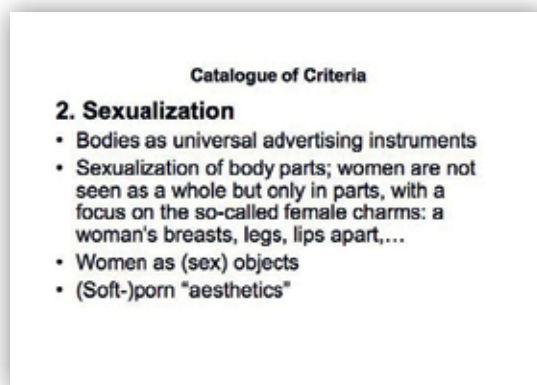 Catalogue of Criteria
2. Sexualization
• Bodies as universal advertising instruments
• Sexualization of body parts; women are not
seen as a whole but only in parts, with a
focus on the so-called female charms: a
woman's breasts, legs, lips apart,...
• Women as (sex) objects
• (Soft-)porn "aesthetics"